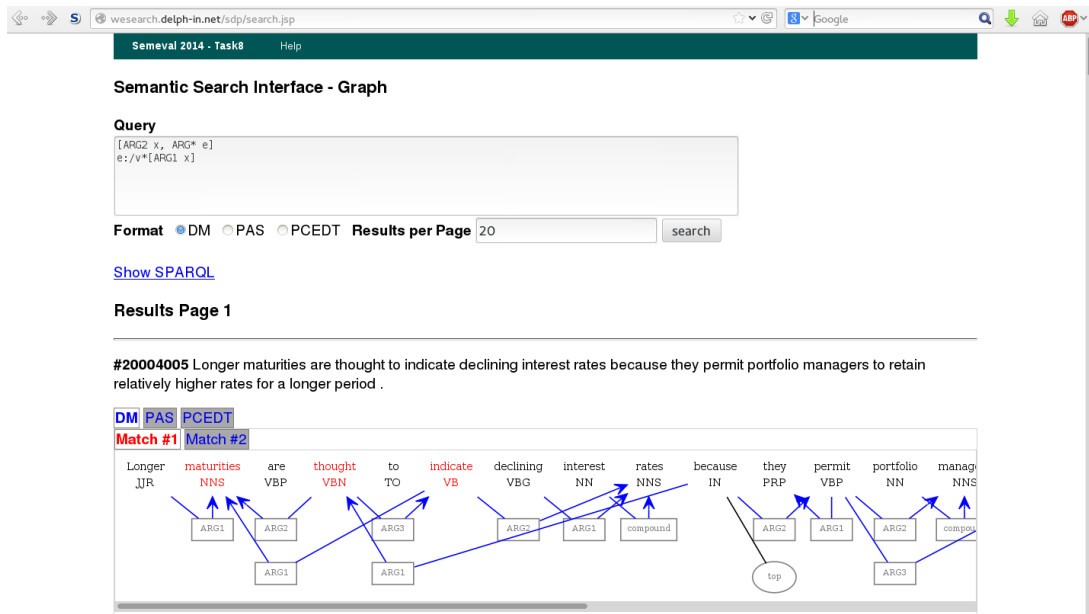 wesearch.delph-in.net/sdp/search.jsp
Google
ABP
Semeval 2014 - Task8 Help
Semantic Search Interface - Graph
Query
[ARG2 x, ARG* e]
e:/v*[ARG1 x]
Format DM PAS PCEDT Results per Page 20 search
Show SPARQL
Results Page 1
#20004005 Longer maturities are thought to indicate declining interest rates because they permit portfolio managers to retain
relatively higher rates for a longer period .
DM PAS PCEDT
Match #1 Match #2
Longer maturities are thought to indicate declining interest rates because they permit portfolio manag
JJR NNS VBP VBN TO VB VBG NN NNS IN PRP VBP NN NNS
ARG1 ARG2 ARG3 ARG2 ARG1 compound ARG2 ARG1 ARG2 compou
ARG1 ARG1 top ARG3